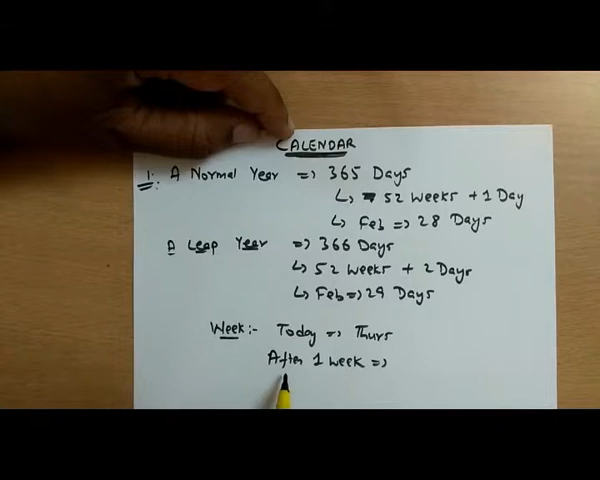 CALENDAR
1. A Normal Year => 365 Days
↳ 52 weeks + 1 Day
↳ Feb => 28 Days
A Leap Year => 366 Days
↳ 52 weeks + 2 Days
↳ Feb => 29 Days
Week:- Today => Thurs
After 1 week =>